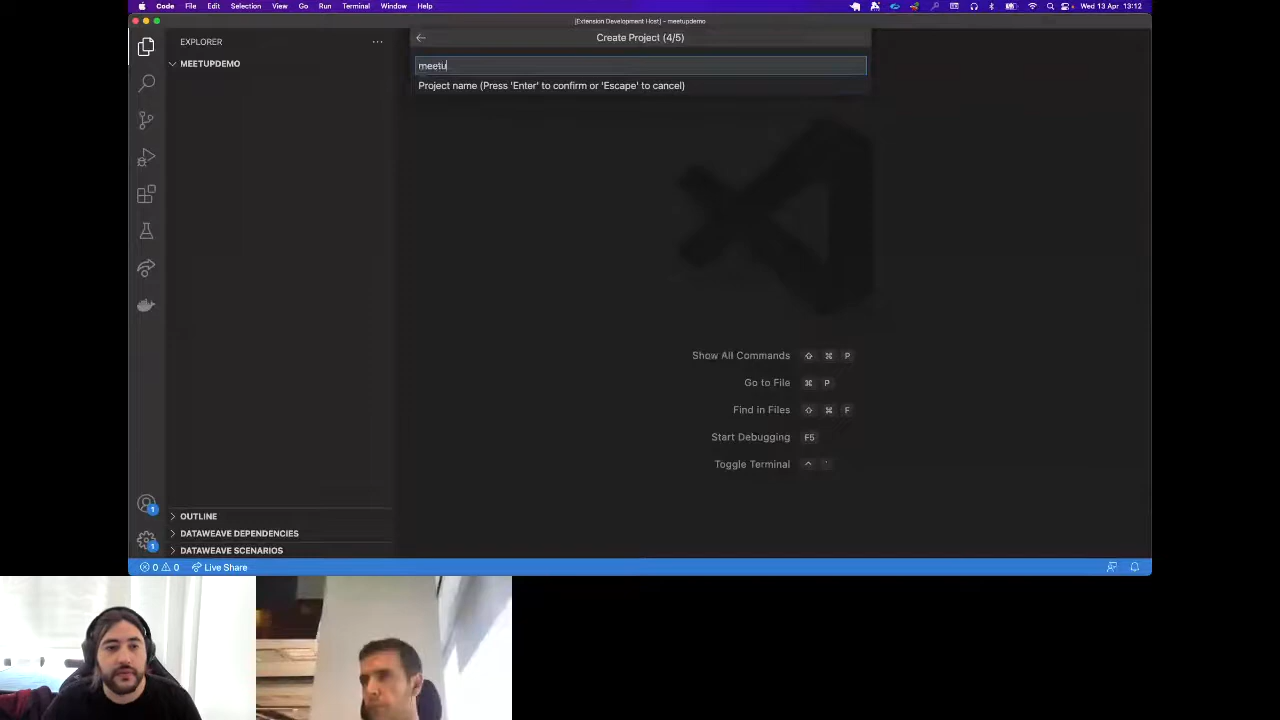 Code File Edit Selection View Go Run Terminal Window Help Wed 13 Apr 13:12
[Extension Development Host] - meetupdemo
EXPLORER
MEETUPDEMO
Create Project (4/5)
meetu
Project name (Press 'Enter' to confirm or 'Escape' to cancel)
Show All Commands ⇧ ⌘ P
Go to File ⌘ P
Find in Files ⇧ ⌘ F
Start Debugging F5
Toggle Terminal ^ `
1
1
OUTLINE
DATAWEAVE DEPENDENCIES
DATAWEAVE SCENARIOS
0 0 Live Share